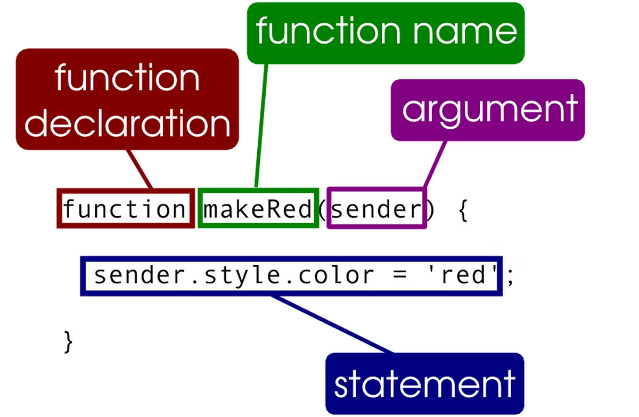 function name
function
declaration
argument
function makeRed(sender) {
sender.style.color = 'red';
}
statement